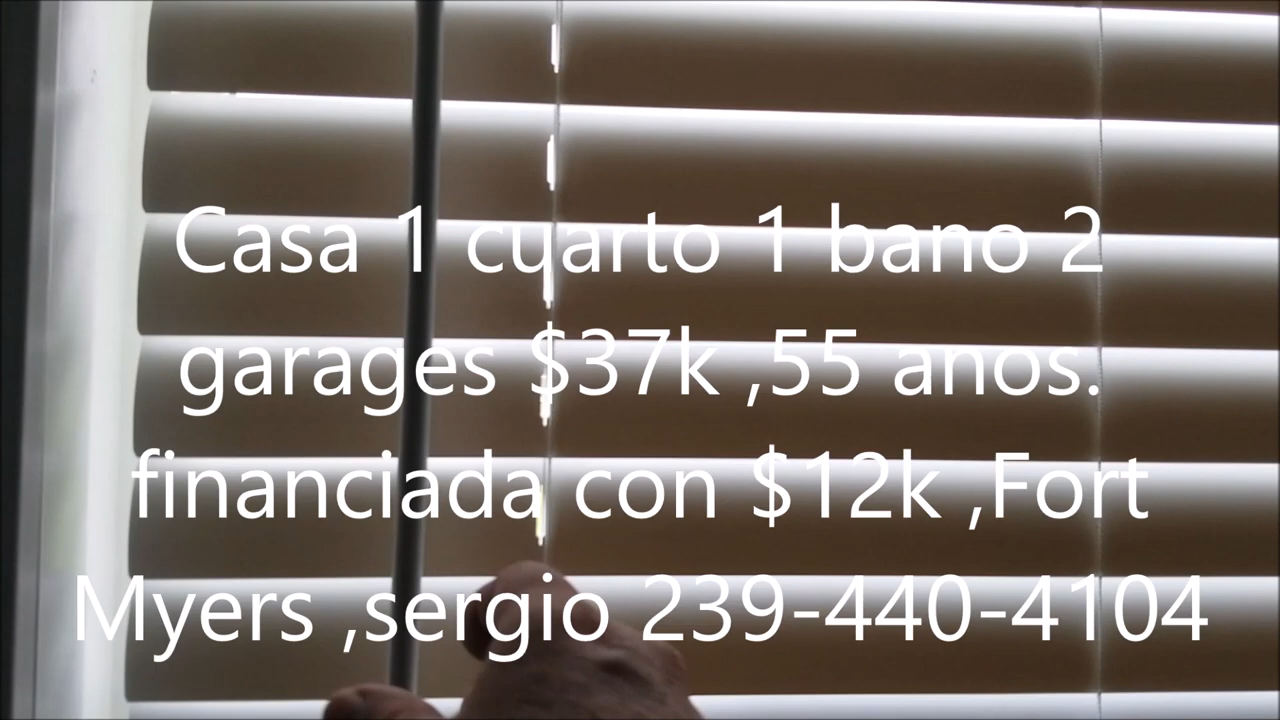 Casa 1 cuarto 1 bano 2
garages $37k ,55 anos.
financiada con $12k ,Fort
Myers ,sergio 239-440-4104